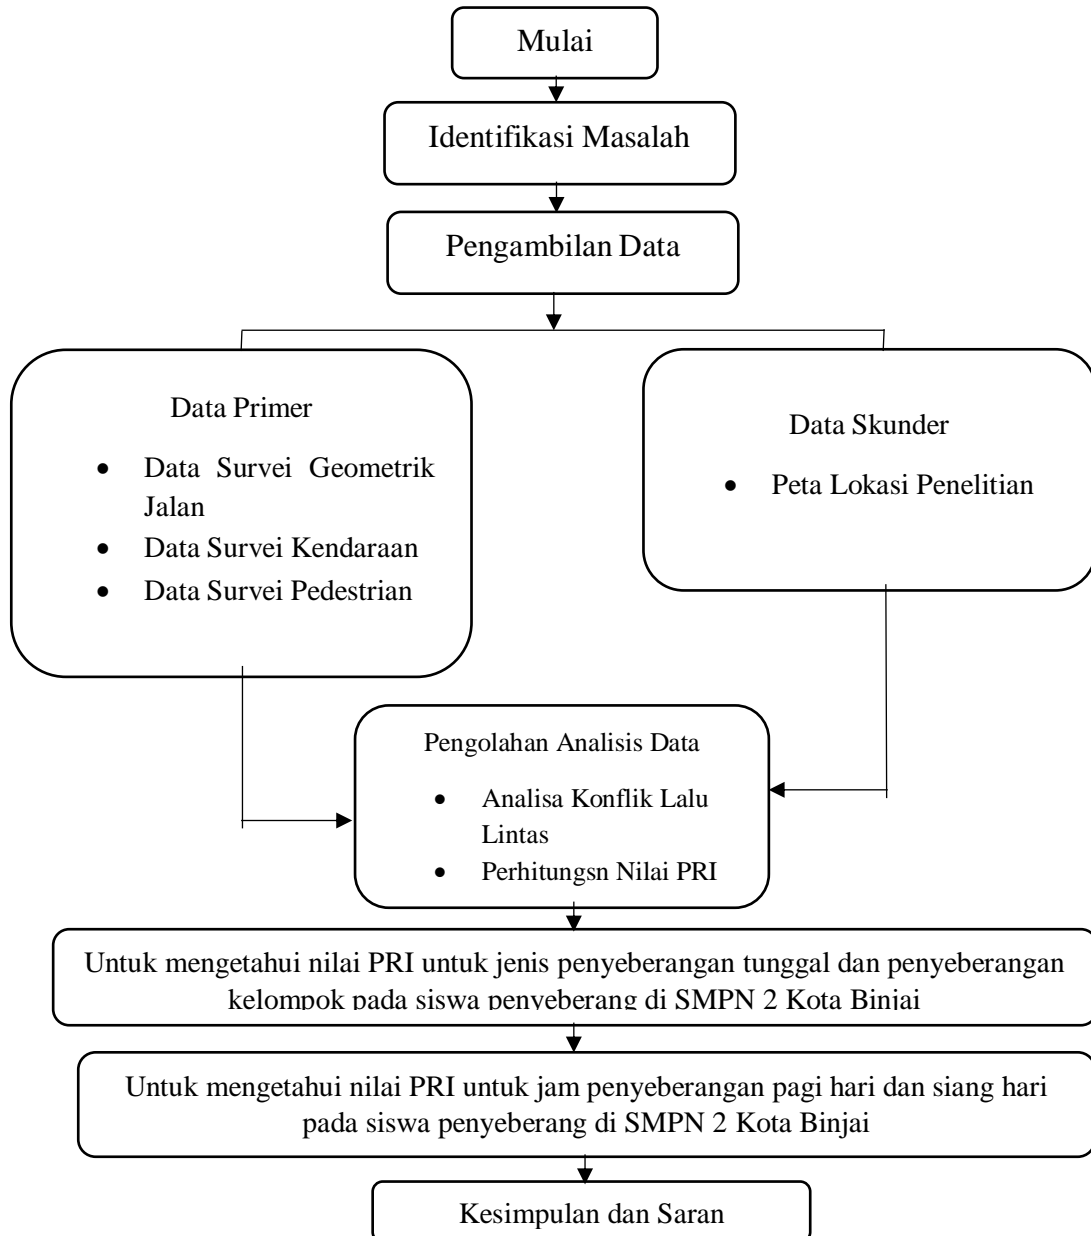 Mulai
Identifikasi Masalah
Pengambilan Data
Data Primer
• Data Survei Geometrik
Jalan
• Data Survei Kendaraan
• Data Survei Pedestrian
Data Skunder
• Peta Lokasi Penelitian
Pengolahan Analisis Data
• Analisa Konflik Lalu
Lintas
• Perhitungsn Nilai PRI
Untuk mengetahui nilai PRI untuk jenis penyeberangan tunggal dan penyeberangan
kelompok pada siswa penyeberang di SMPN 2 Kota Binjai
Untuk mengetahui nilai PRI untuk jam penyeberangan pagi hari dan siang hari
pada siswa penyeberang di SMPN 2 Kota Binjai
Kesimpulan dan Saran